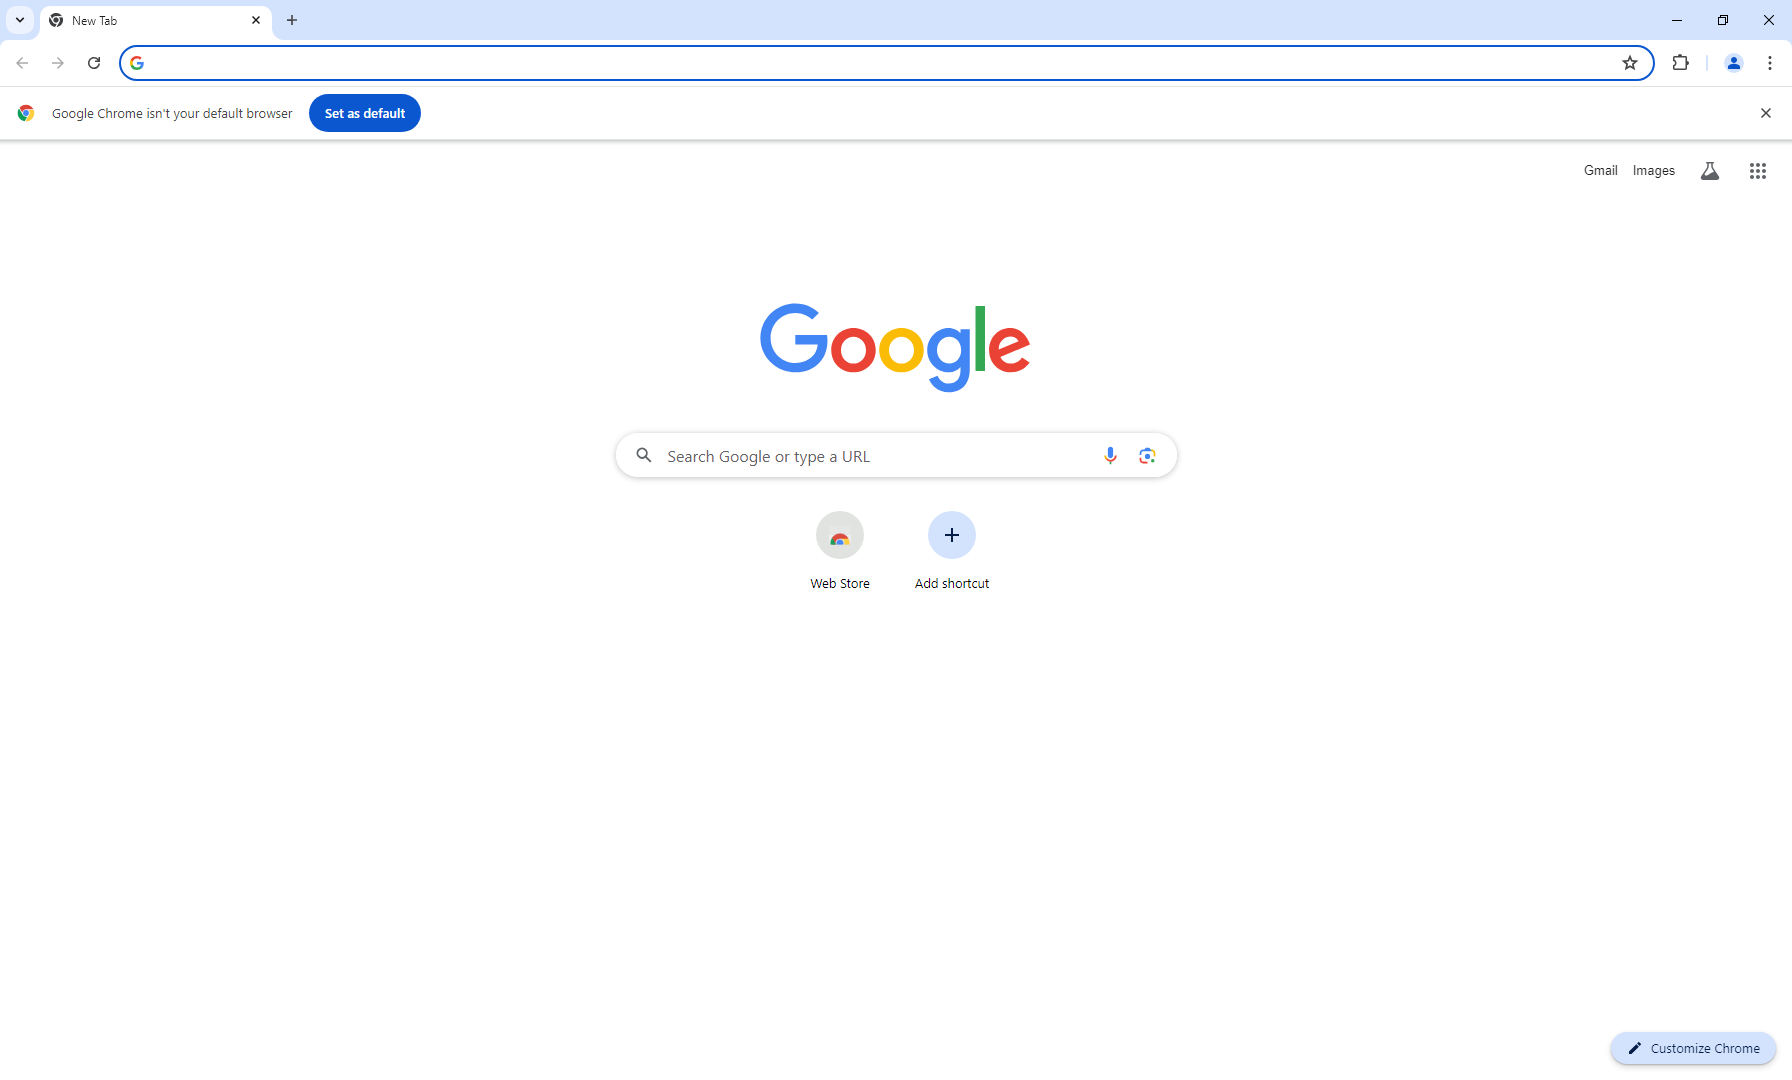 New Tab
Google Chrome isn't your default browser
Set as default
Gmail
Images
Google
Search Google or type a URL
Web Store
Add shortcut
Customize Chrome